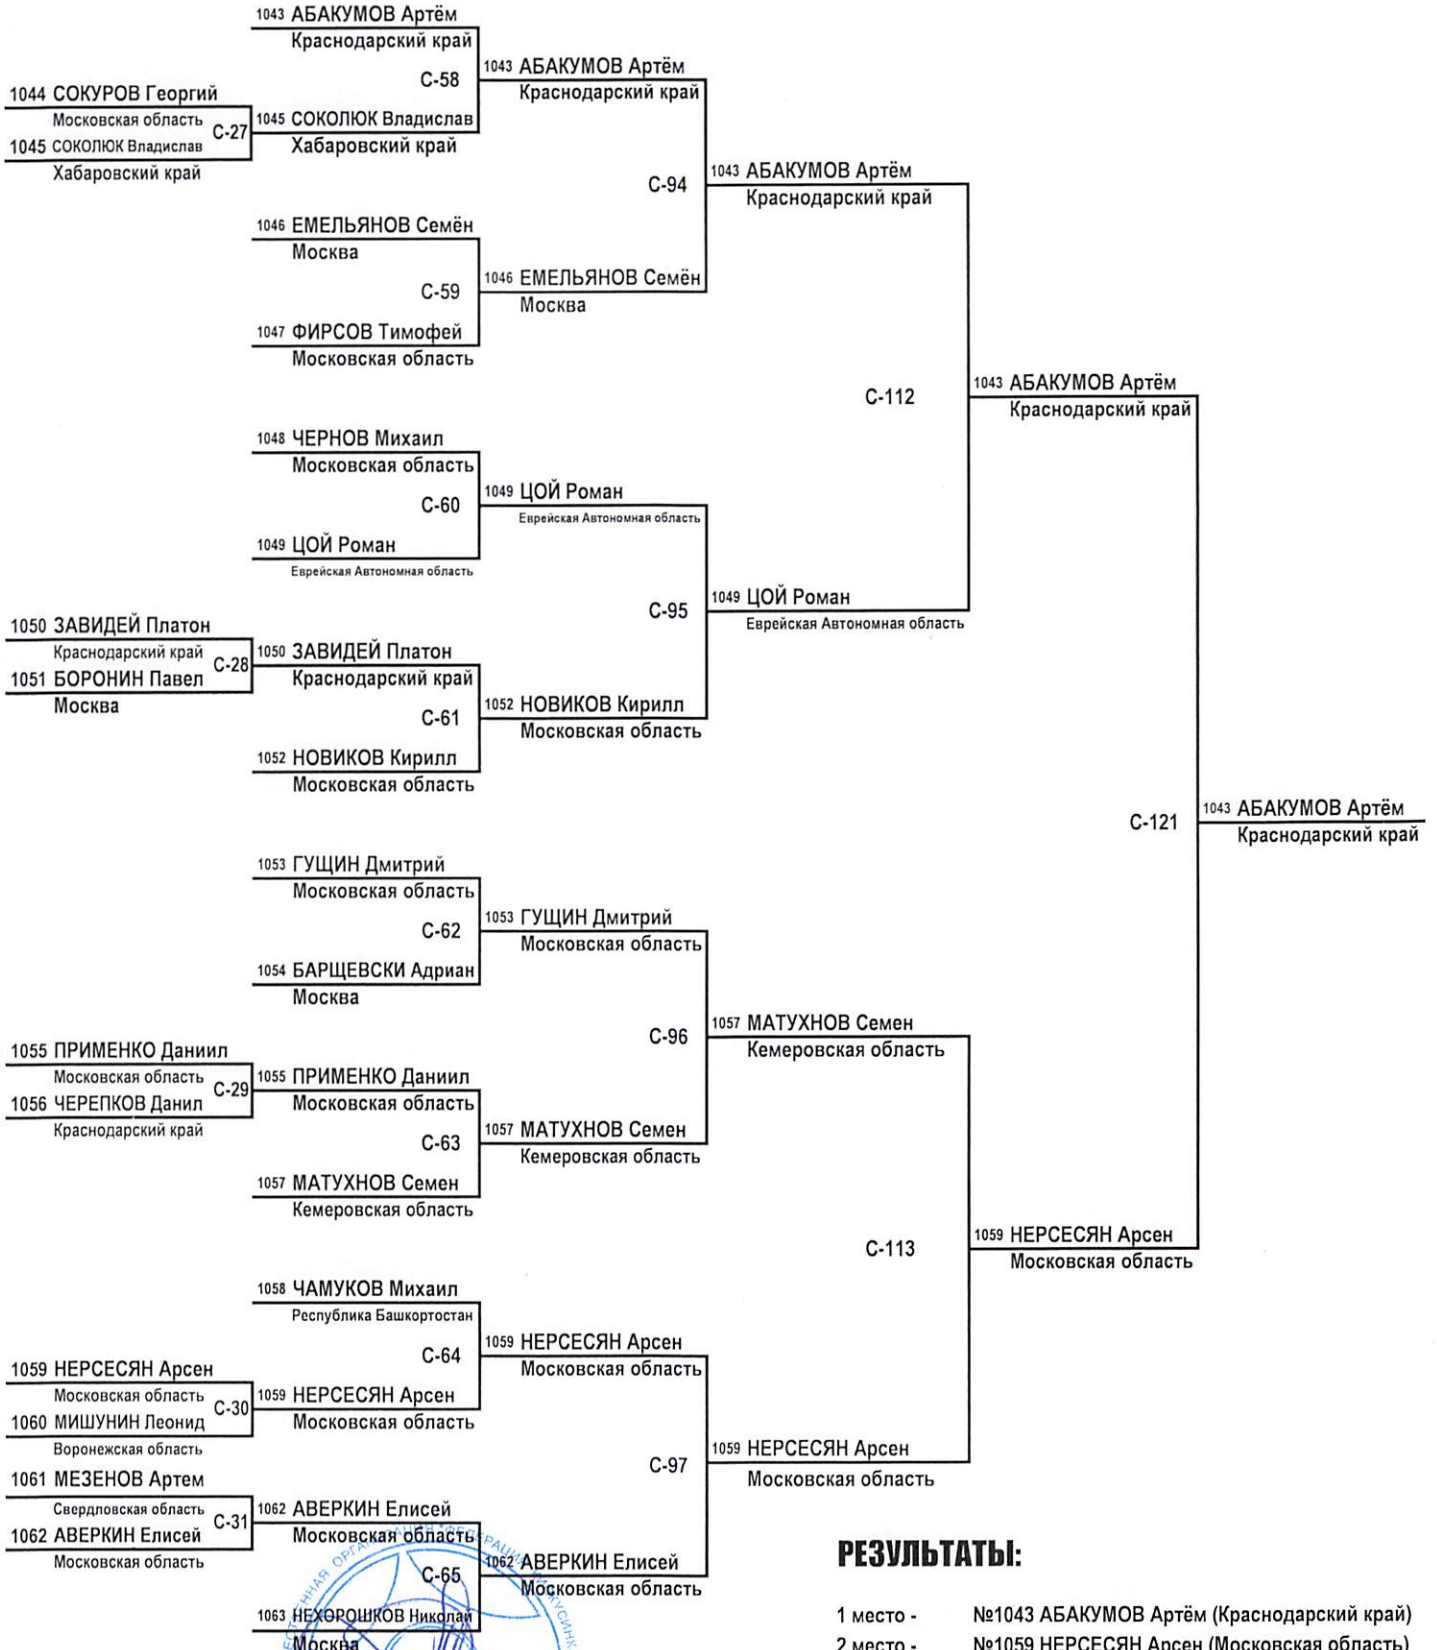 1043 АБАКУМОВ Артём
Краснодарский край
С-58
1044 СОКУРОВ Георгий
Московская область
С-27
1045 СОКОЛЮК Владислав
Хабаровский край
1045 СОКОЛЮК Владислав
Хабаровский край
1043 АБАКУМОВ Артём
Краснодарский край
С-94
1043 АБАКУМОВ Артём
Краснодарский край
1046 ЕМЕЛЬЯНОВ Семён
Москва
С-59
1046 ЕМЕЛЬЯНОВ Семён
Москва
1047 ФИРСОВ Тимофей
Московская область
С-112
1043 АБАКУМОВ Артём
Краснодарский край
1048 ЧЕРНОВ Михаил
Московская область
С-60
1049 ЦОЙ Роман
Еврейская Автономная область
1049 ЦОЙ Роман
Еврейская Автономная область
С-95
1049 ЦОЙ Роман
Еврейская Автономная область
1050 ЗАВИДЕЙ Платон
Краснодарский край
С-28
1051 БОРОНИН Павел
Москва
1050 ЗАВИДЕЙ Платон
Краснодарский край
С-61
1052 НОВИКОВ Кирилл
Московская область
1052 НОВИКОВ Кирилл
Московская область
С-121
1043 АБАКУМОВ Артём
Краснодарский край
1053 ГУЩИН Дмитрий
Московская область
С-62
1053 ГУЩИН Дмитрий
Московская область
1054 БАРЩЕВСКИ Адриан
Москва
С-96
1057 МАТУХНОВ Семен
Кемеровская область
1055 ПРИМЕНКО Даниил
Московская область
С-29
1056 ЧЕРЕПКОВ Данил
Краснодарский край
1055 ПРИМЕНКО Даниил
Московская область
С-63
1057 МАТУХНОВ Семен
Кемеровская область
1057 МАТУХНОВ Семен
Кемеровская область
С-113
1059 НЕРСЕСЯН Арсен
Московская область
1058 ЧАМУКОВ Михаил
Республика Башкортостан
С-64
1059 НЕРСЕСЯН Арсен
Московская область
1059 НЕРСЕСЯН Арсен
Московская область
С-30
1060 МИШУНИН Леонид
Воронежская область
1059 НЕРСЕСЯН Арсен
Московская область
С-97
1059 НЕРСЕСЯН Арсен
Московская область
1061 МЕЗЕНОВ Артем
Свердловская область
С-31
1062 АВЕРКИН Елисей
Московская область
1062 АВЕРКИН Елисей
Московская область
С-65
1062 АВЕРКИН Елисей
Московская область
1063 НЕХОРОШКОВ Николай
Москва
РЕЗУЛЬТАТЫ:
1 место - №1043 АБАКУМОВ Артём (Краснодарский край)
2 место - №1059 НЕРСЕСЯН Арсен (Московская область)